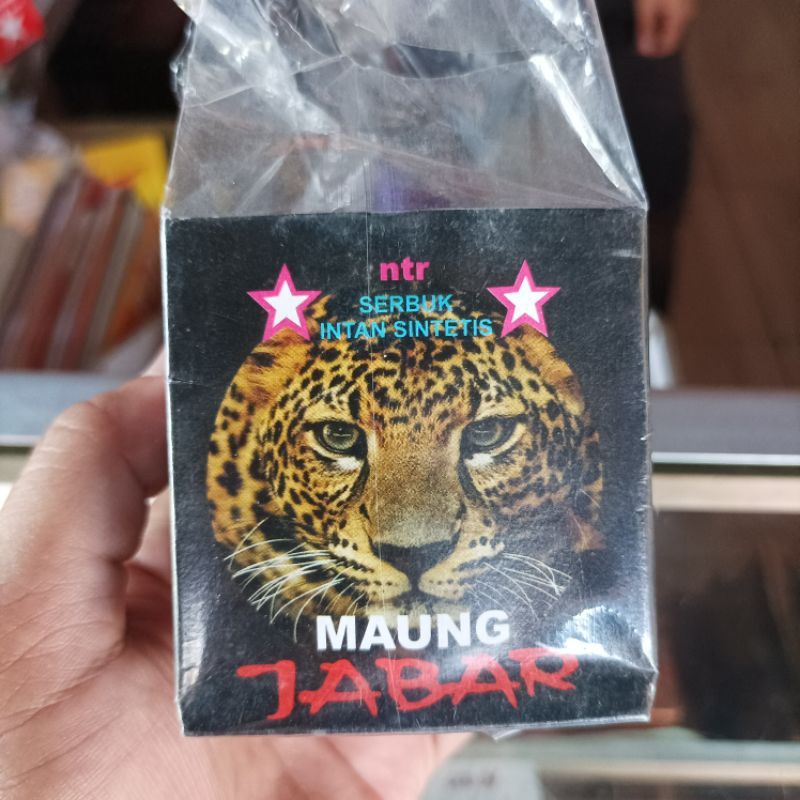 ntr
SERBUK
INTAN SINTETIS
MAUNG
JABAR